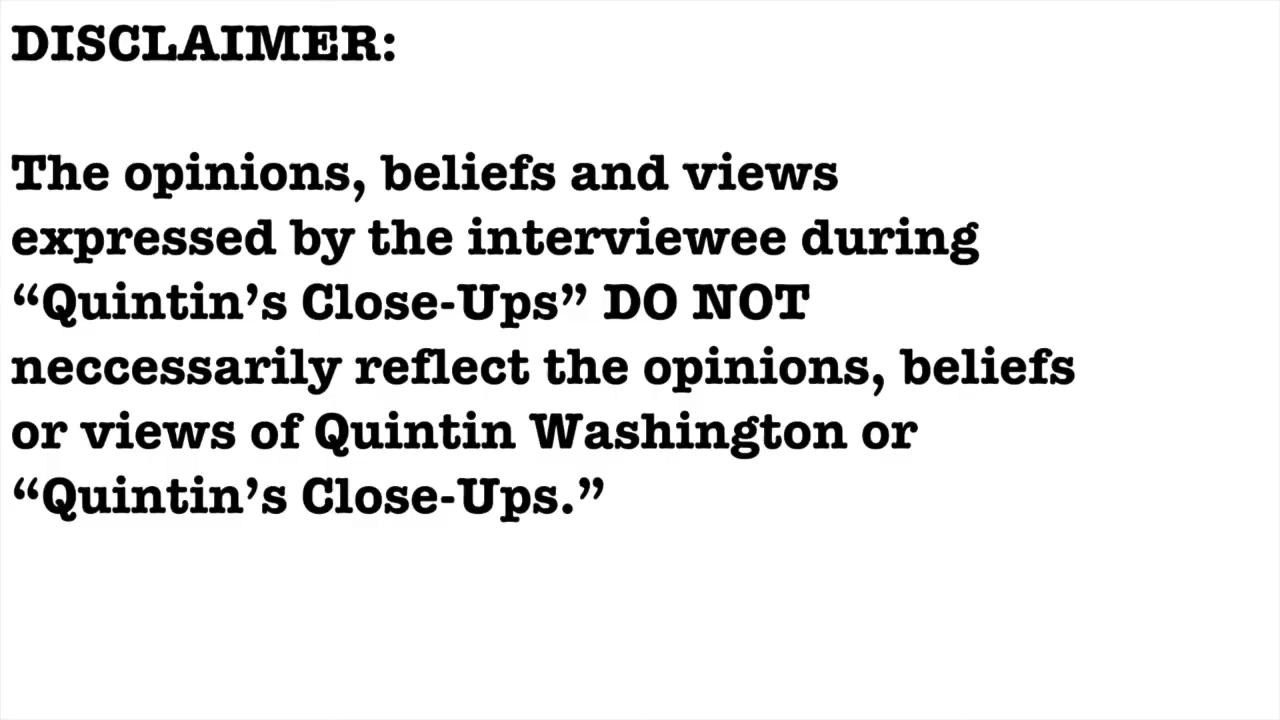 DISCLAIMER:
The opinions, beliefs and views
expressed by the interviewee during
“Quintin’s Close-Ups” DO NOT
neccessarily reflect the opinions, beliefs
or views of Quintin Washington or
“Quintin’s Close-Ups.”